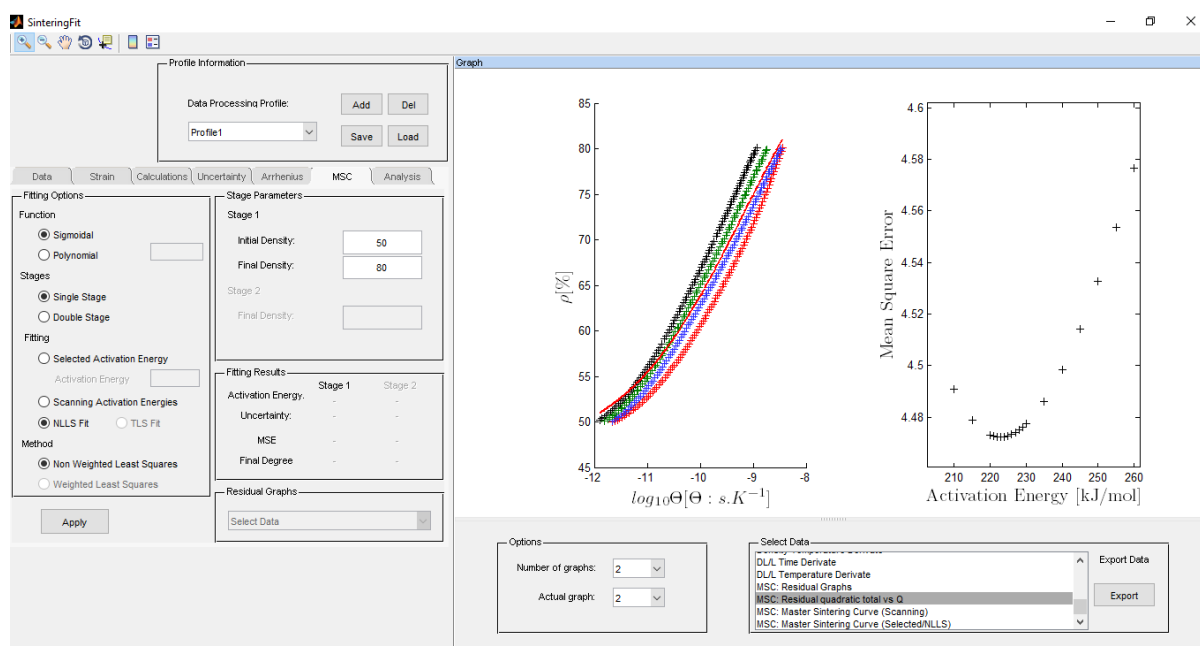 SinteringFit
Profile Information
Data Processing Profile:
Add
Del
Profile1
Save
Load
Data
Strain
Calculations
Uncertainty
Arrhenius
MSC
Analysis
Fitting Options
Function
Sigmoidal
Polynomial
Stages
Single Stage
Double Stage
Fitting
Selected Activation Energy
Activation Energy
Scanning Activation Energies
NLLS Fit
TLS Fit
Method
Non Weighted Least Squares
Weighted Least Squares
Apply
Stage Parameters
Stage 1
Initial Density:
50
Final Density:
80
Stage 2
Final Density:
Fitting Results
Stage 1
Stage 2
Activation Energy.
-
-
Uncertainty:
-
-
MSE
-
-
Final Degree
-
-
Residual Graphs
Select Data
Graph
85
80
75
70
65
60
55
50
45
ρ[%]
-12
-11
-10
-9
-8
log₁₀Θ[Θ : s.K⁻¹]
4.6
4.58
4.56
4.54
4.52
4.5
4.48
Mean Square Error
210
220
230
240
250
260
Activation Energy [kJ/mol]
Options
Number of graphs:
2
Actual graph:
2
Select Data
Density Temperature Derivate
DL/L Time Derivate
DL/L Temperature Derivate
MSC: Residual Graphs
MSC: Residual quadratic total vs Q
MSC: Master Sintering Curve (Scanning)
MSC: Master Sintering Curve (Selected/NLLS)
Export Data
Export